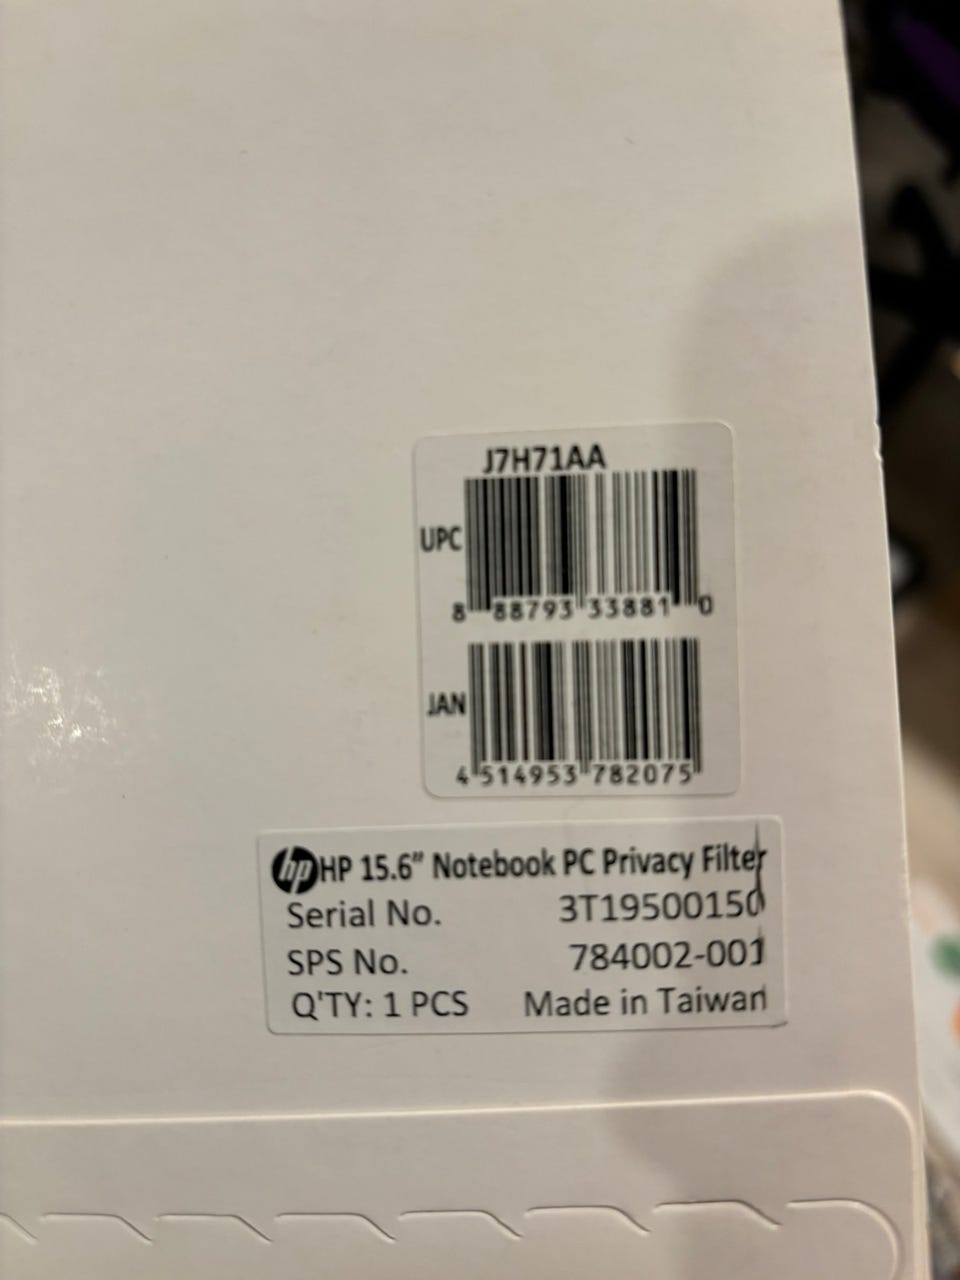 J7H71AA
UPC
8 88793 33881 0
JAN
4 514953 782075
hp HP 15.6” Notebook PC Privacy Filter
Serial No. 3T19500150
SPS No. 784002-001
Q'TY: 1 PCS Made in Taiwan